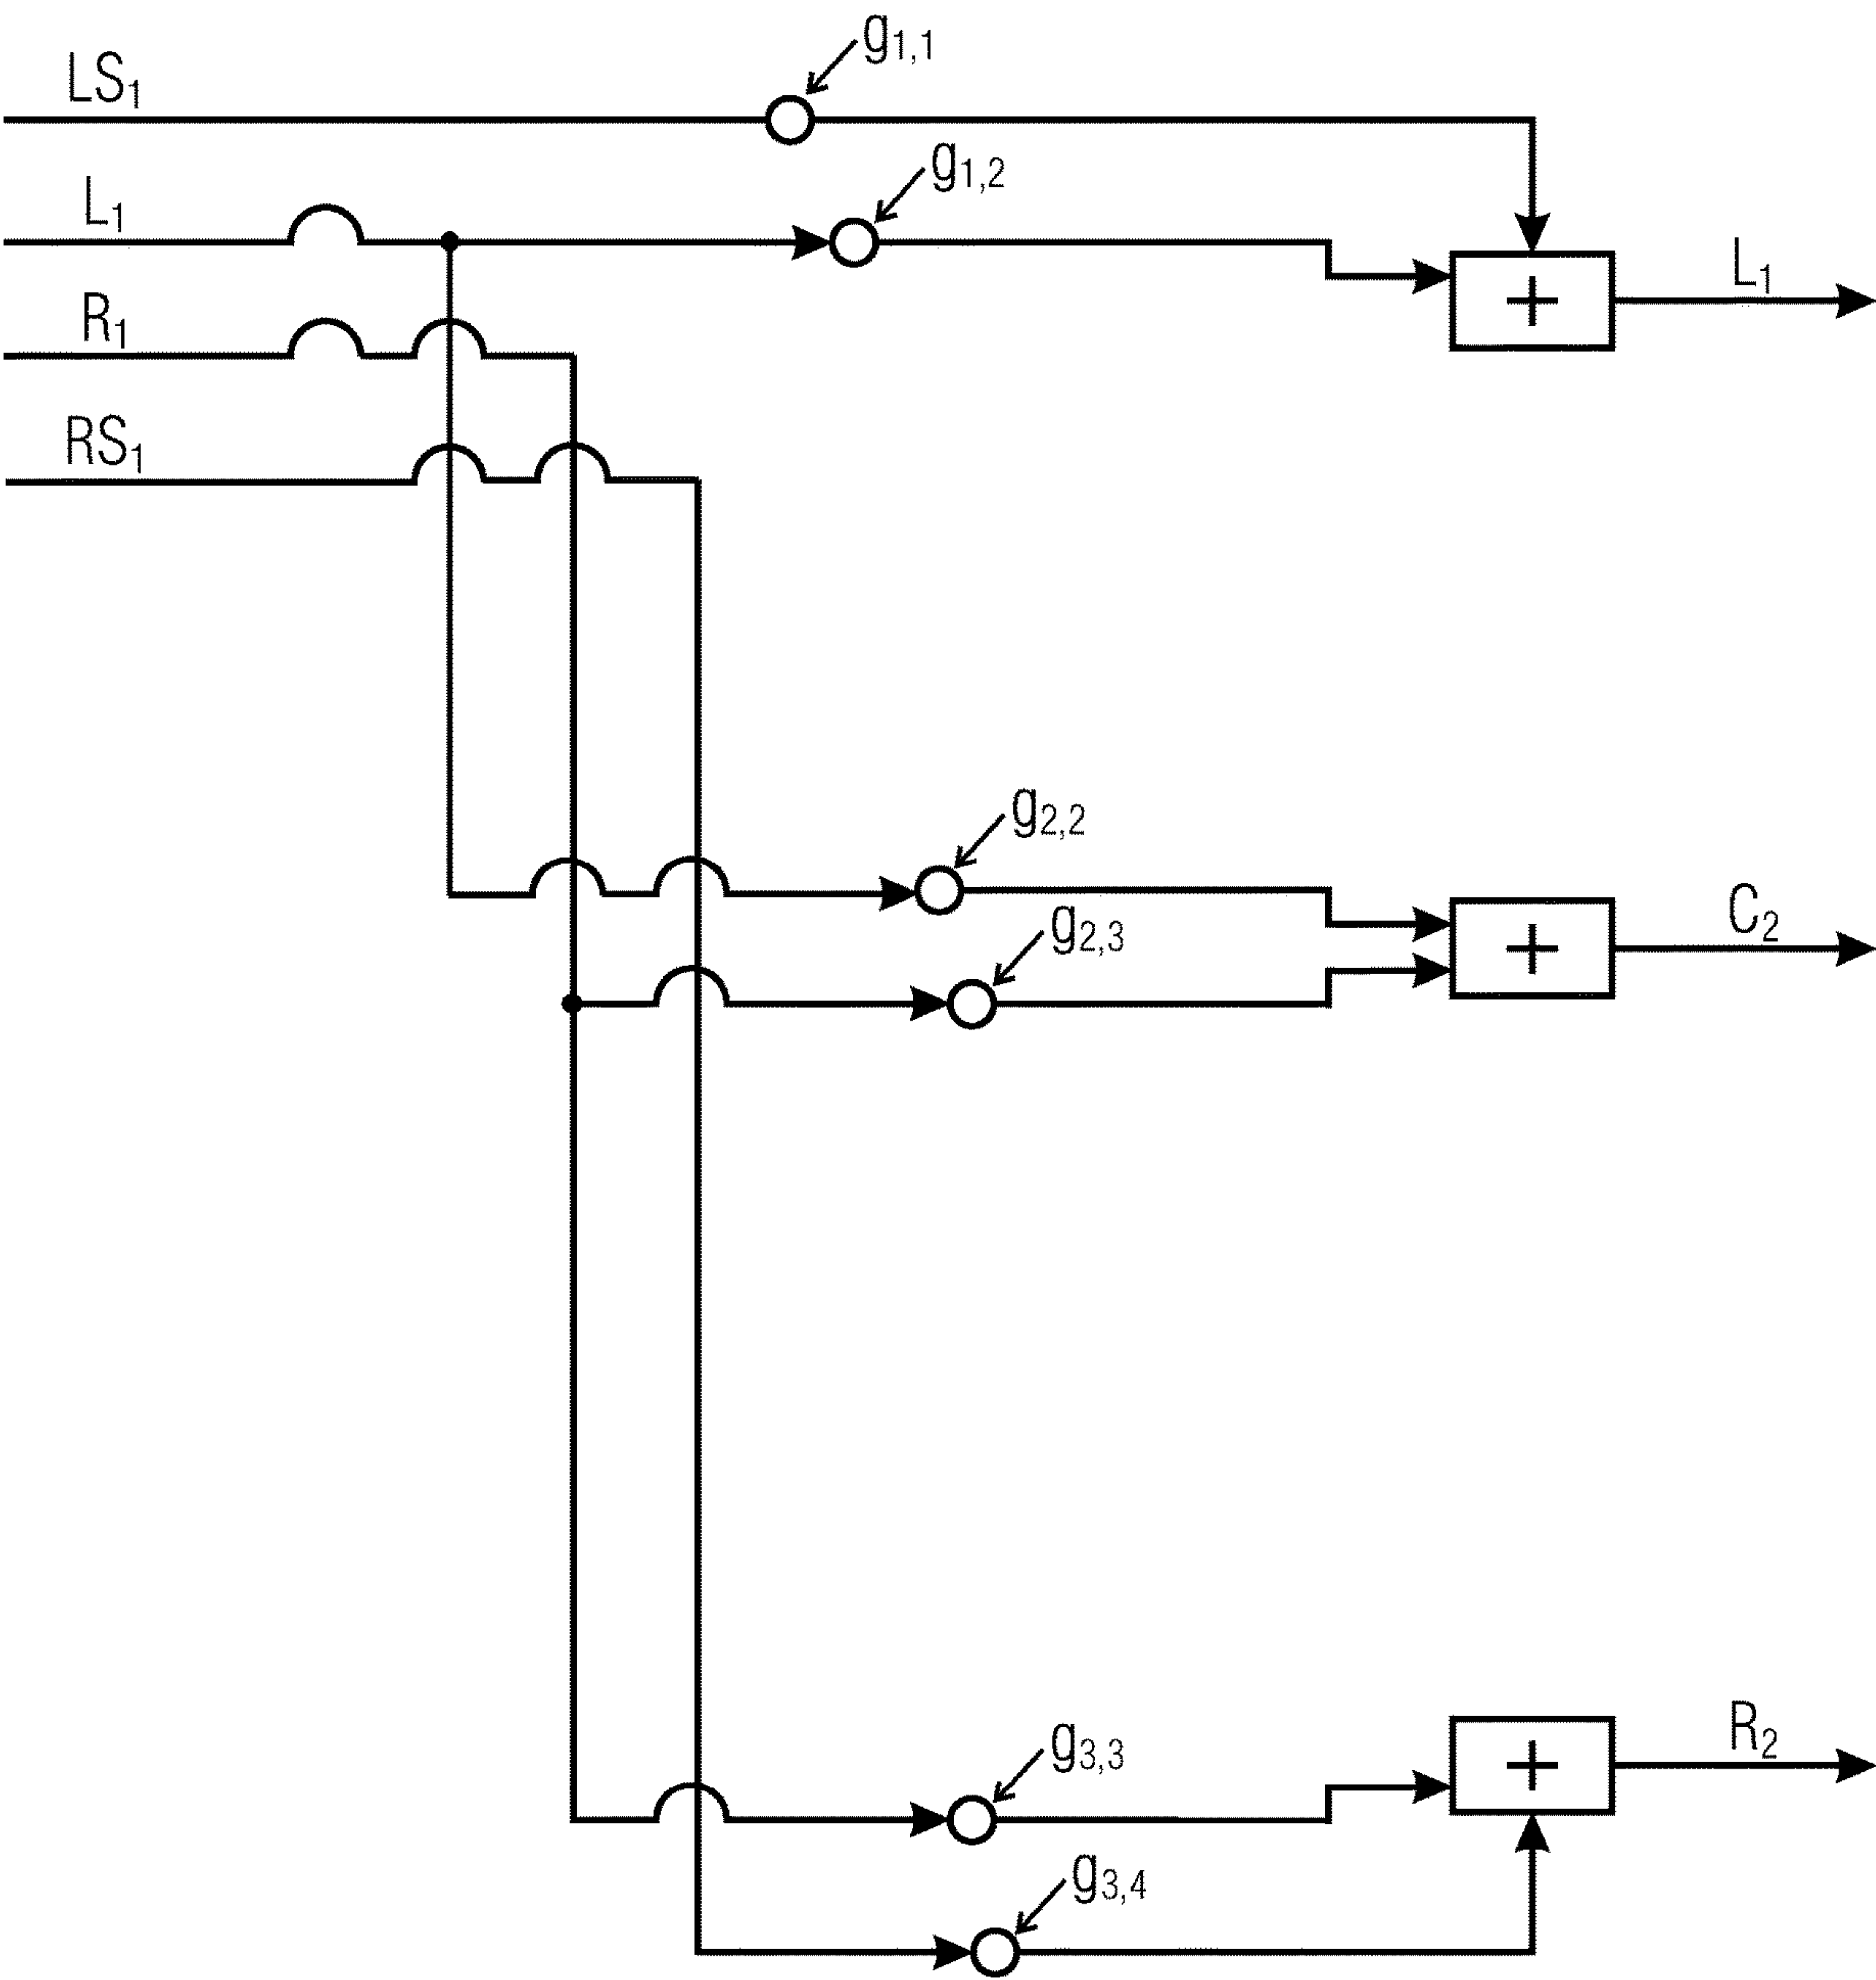 g1,1
LS1
g1,2
L1
L1
R1
+
RS1
g2,2
C2
g2,3
+
R2
g3,3
+
g3,4